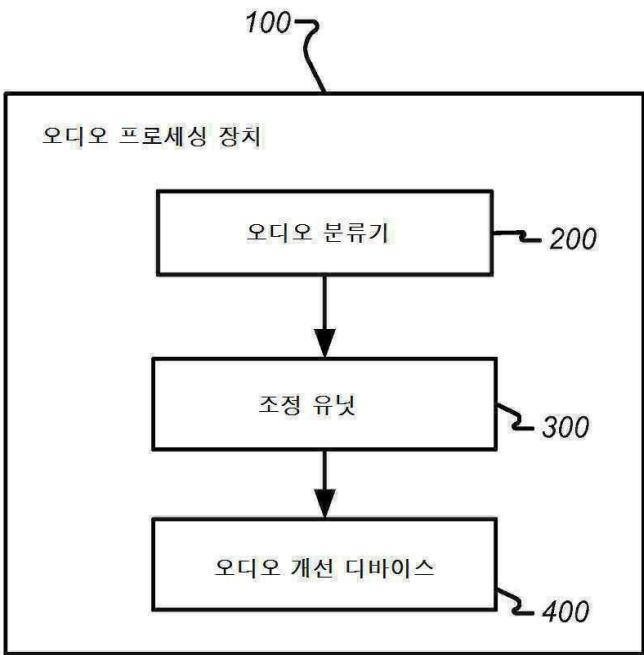 100
오디오 프로세싱 장치
오디오 분류기
200
조정 유닛
300
오디오 개선 디바이스
400